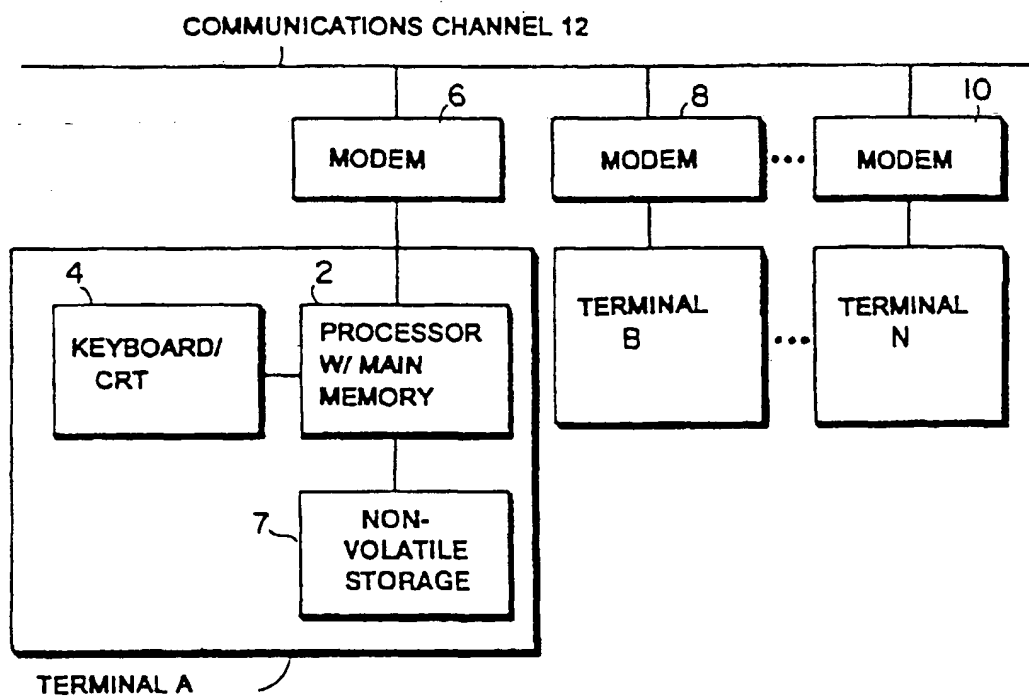 COMMUNICATIONS CHANNEL 12
6
8
10
MODEM
MODEM
•••
MODEM
4
2
KEYBOARD/
CRT
PROCESSOR
W/ MAIN
MEMORY
TERMINAL
B
•••
TERMINAL
N
7
NON-
VOLATILE
STORAGE
TERMINAL A